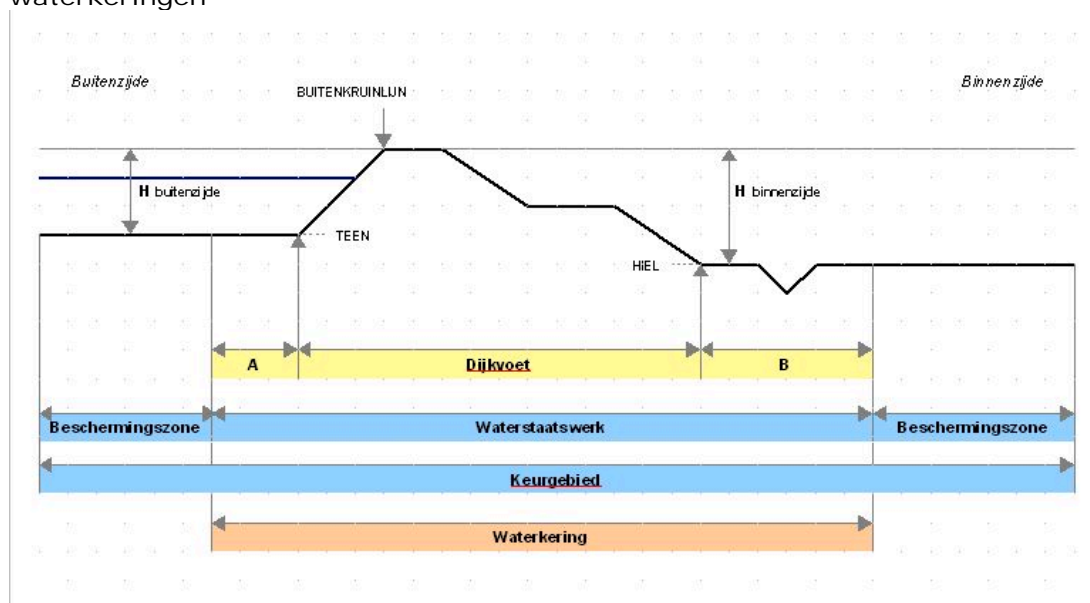 waterkeringen
Buitenzijde
Binnenzijde
BUITENKRUINLIJN
H buitenzijde
H binnenzijde
TEEN
HIEL
A
Dijkvoet
B
Beschermingszone
Waterstaatswerk
Beschermingszone
Keurgebied
Waterkering